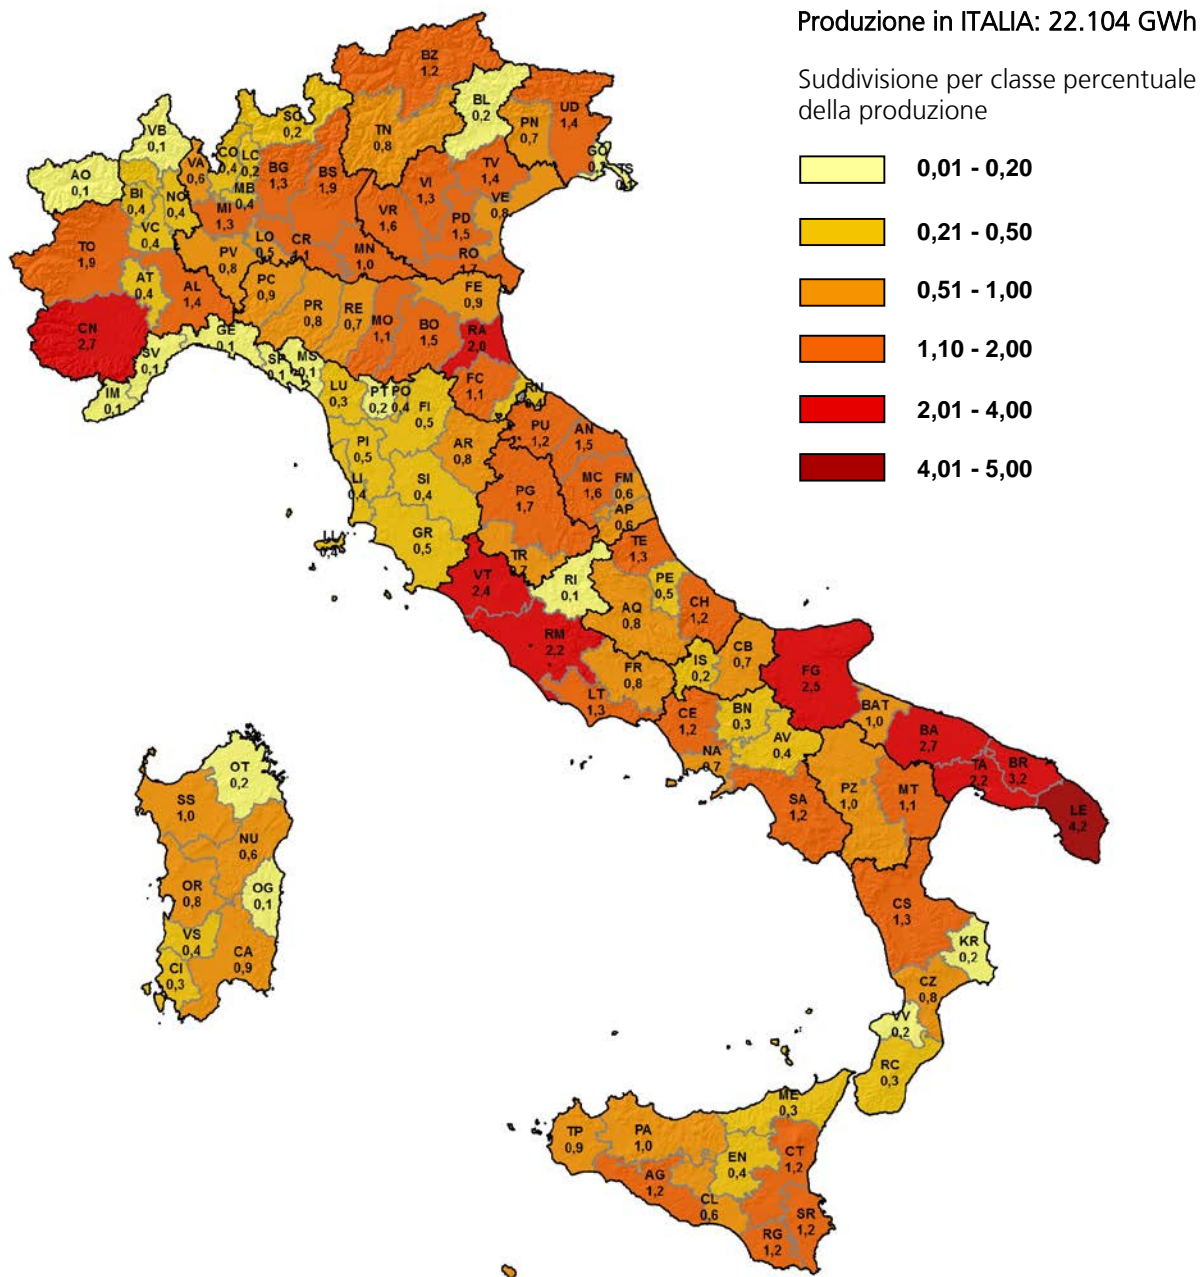 Produzione in ITALIA: 22.104 GWh
Suddivisione per classe percentuale
della produzione
0,01 - 0,20
0,21 - 0,50
0,51 - 1,00
1,10 - 2,00
2,01 - 4,00
4,01 - 5,00
BZ
1,2
BL
0,2
UD
1,4
PN
0,7
TN
0,8
SO
0,2
VB
0,1
AO
0,1
VA
0,6
CO
0,4
LC
0,2
BG
1,3
BS
1,9
TV
1,4
GO
TS
VI
1,3
VE
0,8
BI
0,4
NO
0,4
MB
0,4
MI
1,3
VR
1,6
PD
1,5
VC
0,4
TO
1,9
LO
0,5
CR
1,1
MN
1,0
RO
1,7
PV
0,8
AT
0,4
AL
1,4
PC
0,9
PR
0,8
RE
0,7
MO
1,1
FE
0,9
BO
1,5
RA
2,0
CN
2,7
GE
0,1
SV
0,1
SP
0,1
MS
0,1
IM
0,1
LU
0,3
PT
0,2
PO
0,4
FI
0,5
FC
1,1
RN
0,4
PU
1,2
AN
1,5
AR
0,8
PI
0,5
LI
0,4
SI
0,4
PG
1,7
MC
1,6
FM
0,6
AP
0,6
GR
0,5
LI
0,4
TR
0,7
TE
1,3
VT
2,4
RI
0,1
PE
0,5
CH
1,2
AQ
0,8
RM
2,2
FR
0,8
IS
0,2
CB
0,7
FG
2,5
LT
1,3
CE
1,2
BN
0,3
BAT
1,0
AV
0,4
NA
0,7
BA
2,7
TA
2,2
BR
3,2
LE
4,2
SA
1,2
PZ
1,0
MT
1,1
OT
0,2
SS
1,0
NU
0,6
OR
0,8
OG
0,1
VS
0,4
CI
0,3
CA
0,9
CS
1,3
KR
0,2
CZ
0,8
VV
0,2
RC
0,3
ME
0,3
TP
0,9
PA
1,0
EN
0,4
CT
1,2
AG
1,2
CL
0,6
SR
1,2
RG
1,2